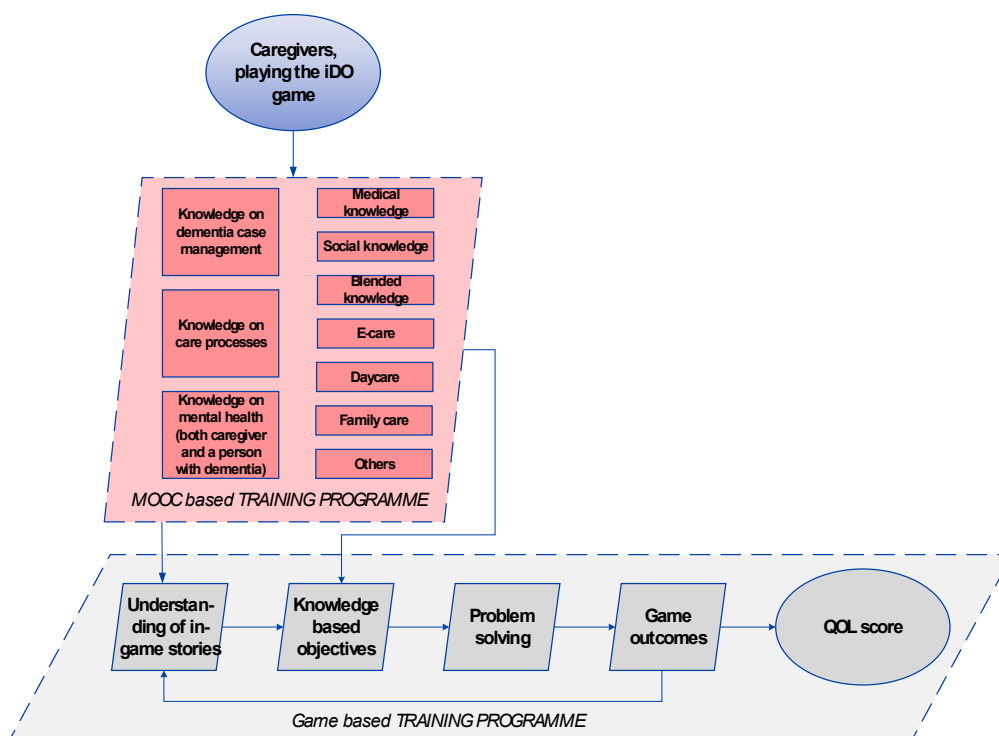 Caregivers,
playing the iDO
game
Knowledge on
dementia case
management
Knowledge on
care processes
Knowledge on
mental health
(both caregiver
and a person
with dementia)
Medical
knowledge
Social knowledge
Blended
knowledge
E-care
Daycare
Family care
Others
MOOC based TRAINING PROGRAMME
Understan-
ding of in-
game stories
Knowledge
based
objectives
Problem
solving
Game
outcomes
QOL score
Game based TRAINING PROGRAMME